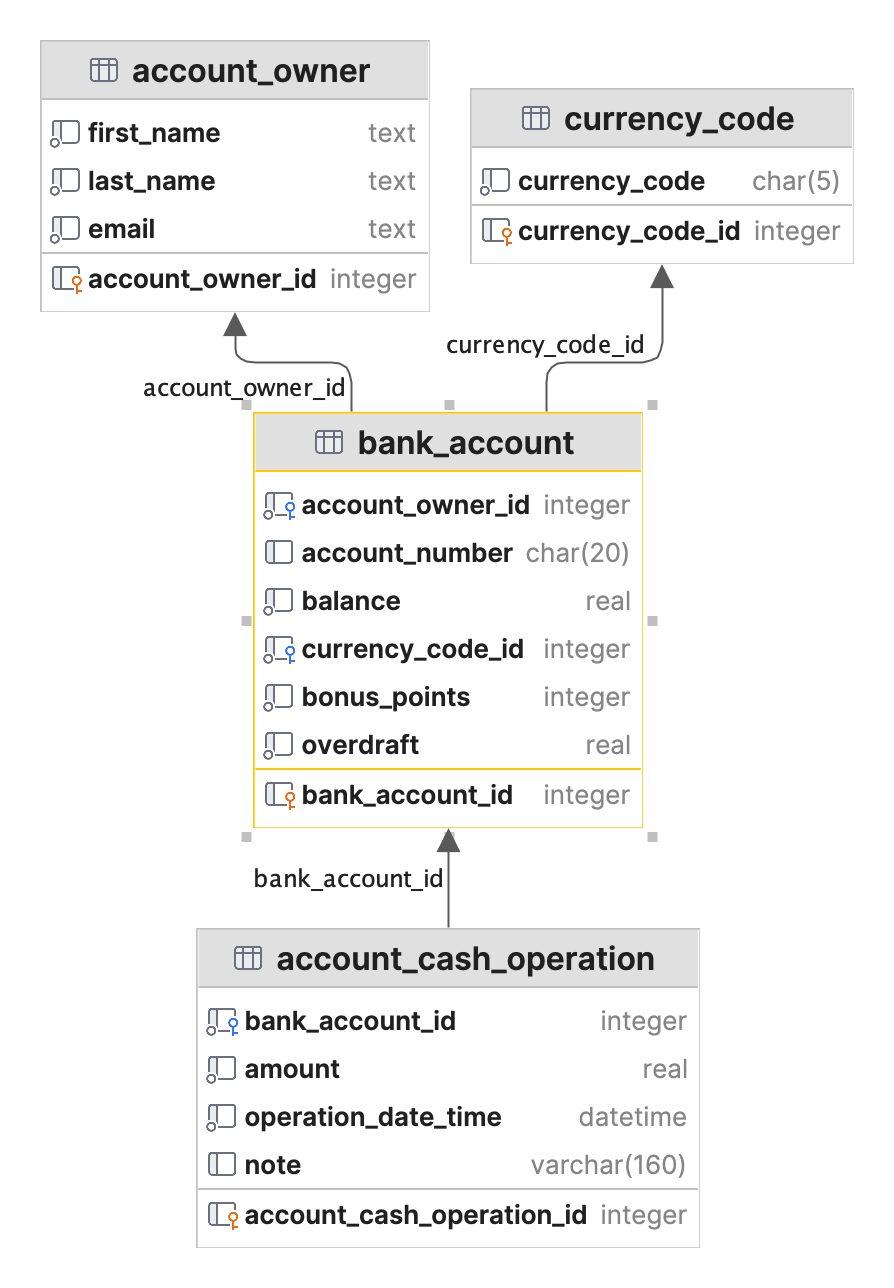 account_owner
first_name text
last_name text
email text
account_owner_id integer
currency_code
currency_code char(5)
currency_code_id integer
account_owner_id
currency_code_id
bank_account
account_owner_id integer
account_number char(20)
balance real
currency_code_id integer
bonus_points integer
overdraft real
bank_account_id integer
bank_account_id
account_cash_operation
bank_account_id integer
amount real
operation_date_time datetime
note varchar(160)
account_cash_operation_id integer